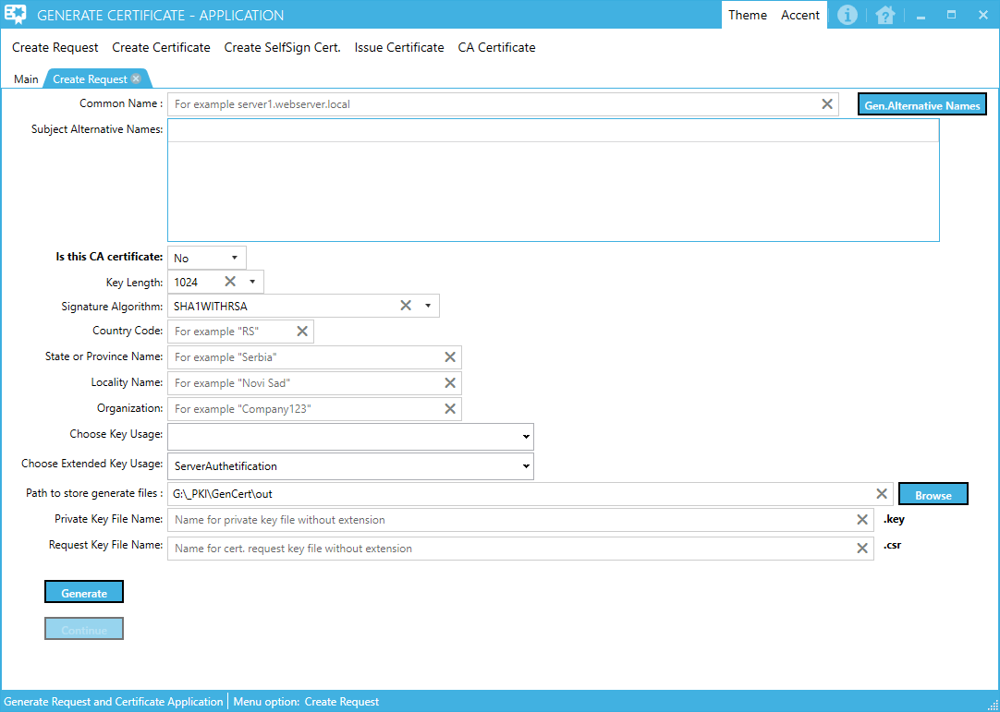 GENERATE CERTIFICATE - APPLICATION Theme Accent
Create Request Create Certificate Create SelfSign Cert. Issue Certificate CA Certificate
Main Create Request
Common Name : For example server1.webserver.local Gen.Alternative Names
Subject Alternative Names:
Is this CA certificate: No
Key Length: 1024
Signature Algorithm: SHA1WITHRSA
Country Code: For example "RS"
State or Province Name: For example "Serbia"
Locality Name: For example "Novi Sad"
Organization: For example "Company123"
Choose Key Usage:
Choose Extended Key Usage: ServerAuthetification
Path to store generate files : G:\_PKI\GenCert\out Browse
Private Key File Name: Name for private key file without extension .key
Request Key File Name: Name for cert. request key file without extension .csr
Generate
Continue
Generate Request and Certificate Application Menu option: Create Request